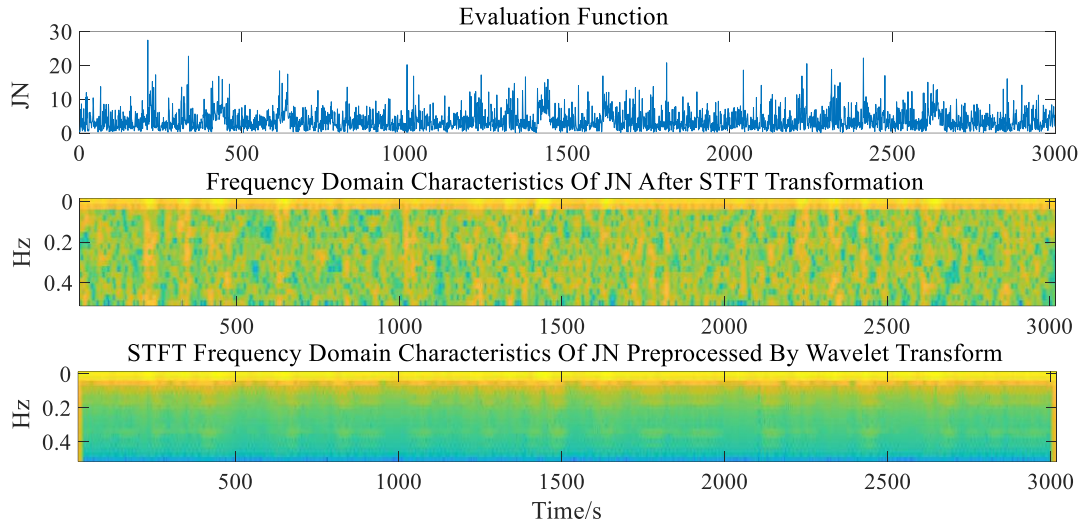 Evaluation Function
30
20
10
0
JN
0 500 1000 1500 2000 2500 3000
Frequency Domain Characteristics Of JN After STFT Transformation
0
0.2
0.4
Hz
500 1000 1500 2000 2500 3000
STFT Frequency Domain Characteristics Of JN Preprocessed By Wavelet Transform
0
0.2
0.4
Hz
500 1000 1500 2000 2500 3000
Time/s